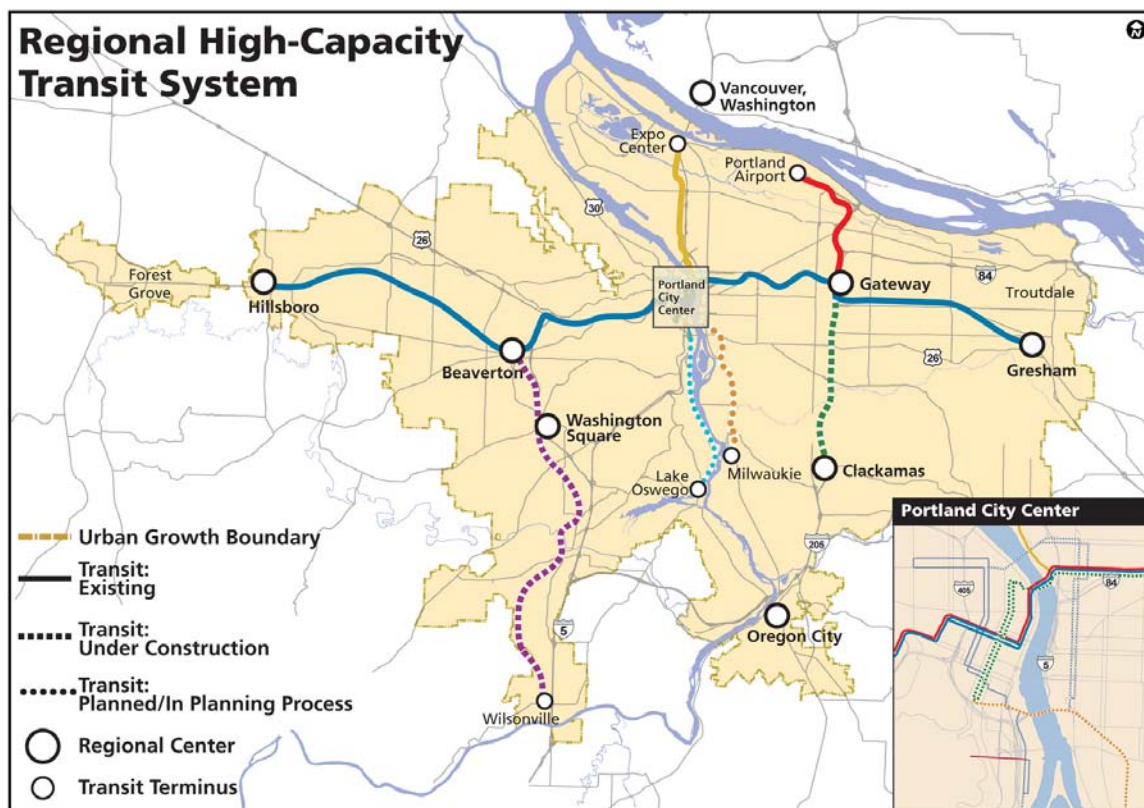 Regional High-Capacity
Transit System
N
Vancouver,
Washington
Expo
Center
Portland
Airport
30
26
84
Forest
Grove
Hillsboro
Portland
City
Center
Gateway
Troutdale
Beaverton
26
Gresham
Washington
Square
Lake
Oswego
Milwaukie
Clackamas
205
5
Oregon City
Wilsonville
Urban Growth Boundary
Transit:
Existing
Transit:
Under Construction
Transit:
Planned/In Planning Process
Regional Center
Transit Terminus
Portland City Center
405
84
5